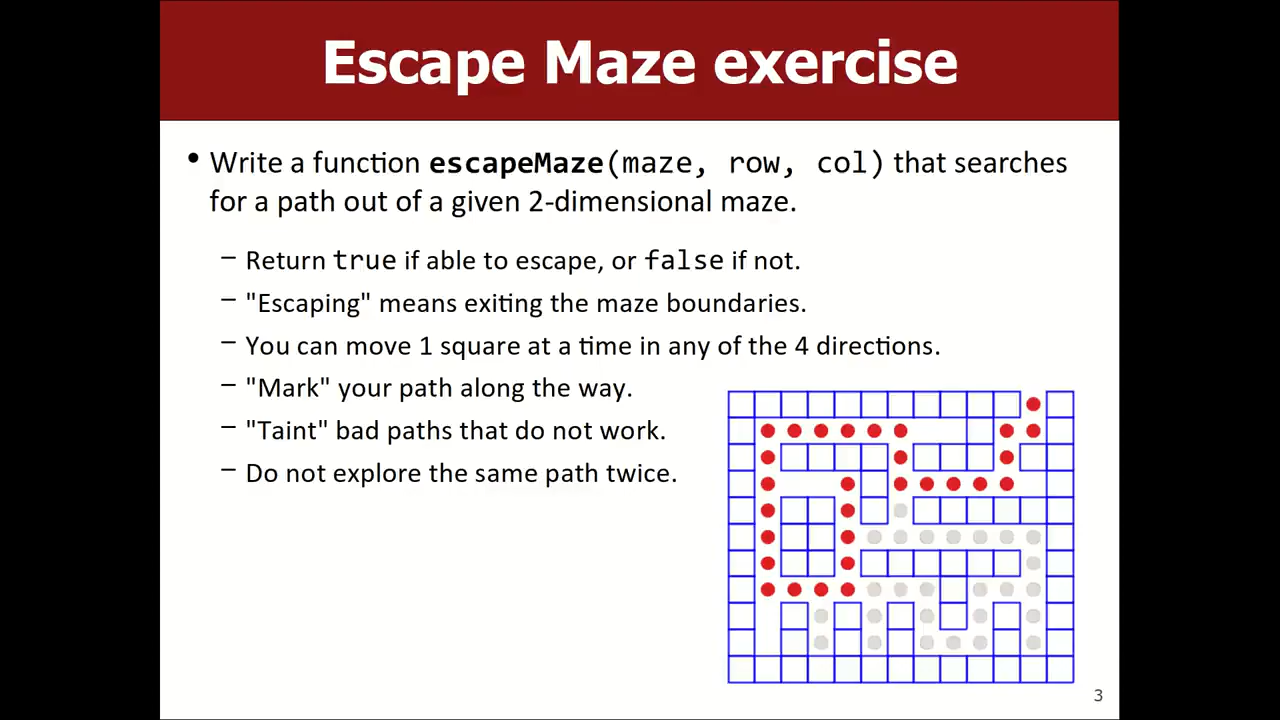 Escape Maze exercise
• Write a function escapeMaze(maze, row, col) that searches
for a path out of a given 2-dimensional maze.
– Return true if able to escape, or false if not.
– "Escaping" means exiting the maze boundaries.
– You can move 1 square at a time in any of the 4 directions.
– "Mark" your path along the way.
– "Taint" bad paths that do not work.
– Do not explore the same path twice.
3